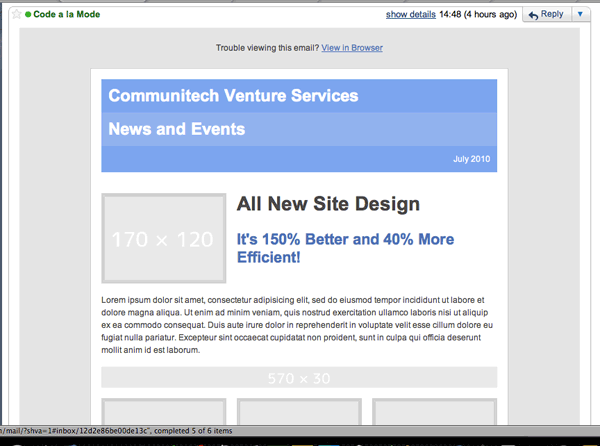 Code a la Mode show details 14:48 (4 hours ago) Reply
Trouble viewing this email? View in Browser
Communitech Venture Services
News and Events
July 2010
170 × 120
All New Site Design
It's 150% Better and 40% More
Efficient!
Lorem ipsum dolor sit amet, consectetur adipisicing elit, sed do eiusmod tempor incididunt ut labore et
dolore magna aliqua. Ut enim ad minim veniam, quis nostrud exercitation ullamco laboris nisi ut aliquip
ex ea commodo consequat. Duis aute irure dolor in reprehenderit in voluptate velit esse cillum dolore eu
fugiat nulla pariatur. Excepteur sint occaecat cupidatat non proident, sunt in culpa qui officia deserunt
mollit anim id est laborum.
570 × 30
/mail/?shva=1#inbox/12d2e86be00de13c", completed 5 of 6 items